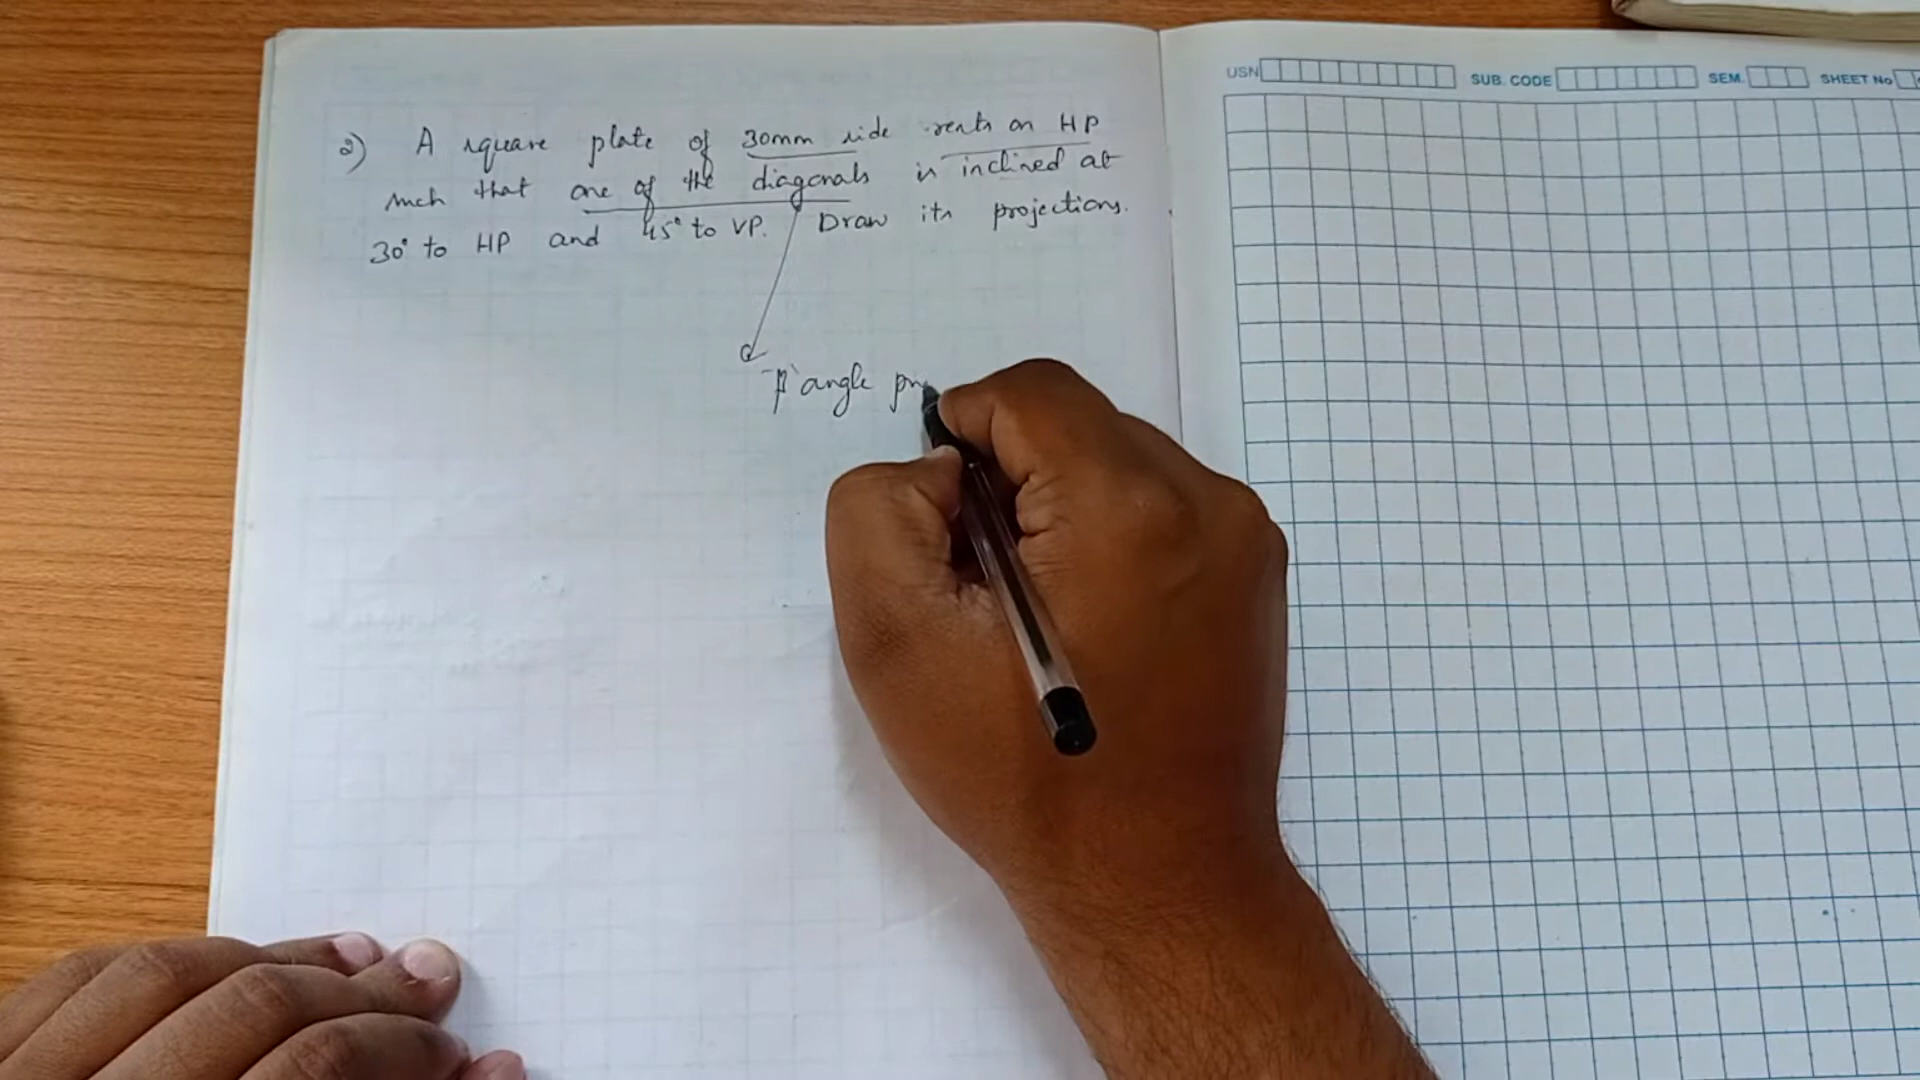 2) A square plate of 30mm side rests on HP
such that one of the diagonals is inclined at
30° to HP and 45° to VP. Draw its projections.
"β" angle pr
USN SUB. CODE SEM. SHEET No